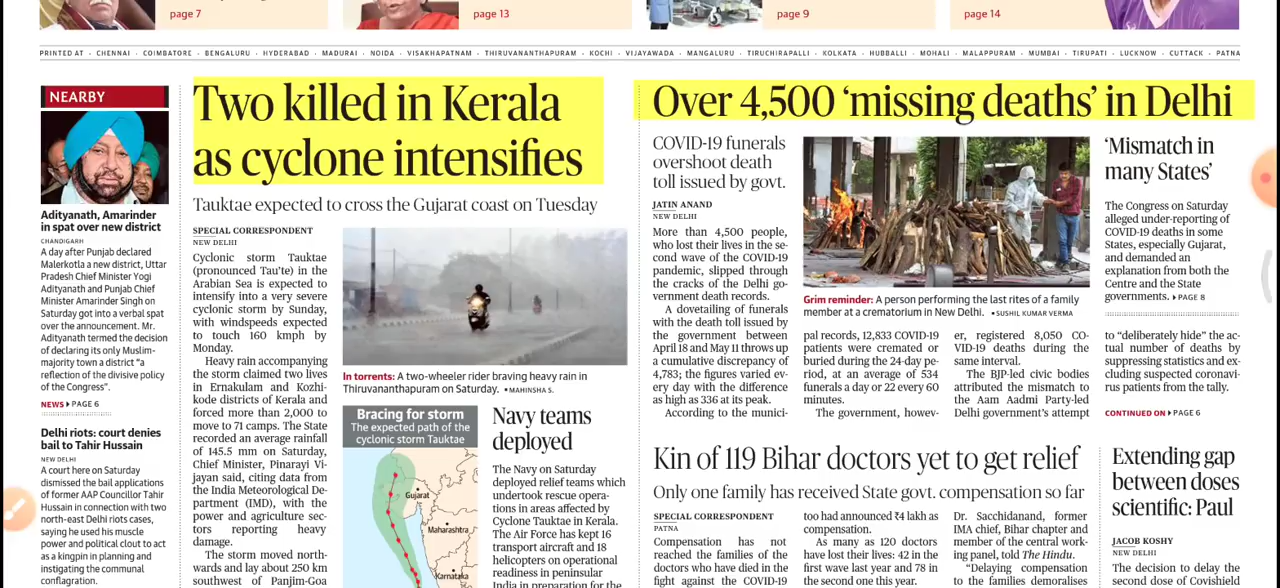 page 7
page 13
page 9
page 14
PRINTED AT • CHENNAI • COIMBATORE • BENGALURU • HYDERABAD • MADURAI • NOIDA • VISAKHAPATNAM • THIRUVANANTHAPURAM • KOCHI • VIJAYAWADA • MANGALURU • TIRUCHIRAPALLI • KOLKATA • HUBBALLI • MOHALI • MALAPPURAM • MUMBAI • TIRUPATI • LUCKNOW • CUTTACK • PATNA
NEARBY
Adityanath, Amarinder
in spat over new district
CHANDIGARH
A day after Punjab declared
Malerkotla a new district, Uttar
Pradesh Chief Minister Yogi
Adityanath and Punjab Chief
Minister Amarinder Singh on
Saturday got into a verbal spat
over the announcement. Mr.
Adityanath termed the decision
of declaring its only Muslim-
majority town a district “a
reflection of the divisive policy
of the Congress”.
NEWS PAGE 6
Delhi riots: court denies
bail to Tahir Hussain
NEW DELHI
A court here on Saturday
dismissed the bail applications
of former AAP Councillor Tahir
Hussain in connection with two
north-east Delhi riots cases,
saying he used his muscle
power and political clout to act
as a kingpin in planning and
instigating the communal
conflagration.
Two killed in Kerala
as cyclone intensifies
Tauktae expected to cross the Gujarat coast on Tuesday
SPECIAL CORRESPONDENT
NEW DELHI
Cyclonic storm Tauktae
(pronounced Tau’te) in the
Arabian Sea is expected to
intensify into a very severe
cyclonic storm by Sunday,
with windspeeds expected
to touch 160 kmph by
Monday.
Heavy rain accompanying
the storm claimed two lives
in Ernakulam and Kozhi-
kode districts of Kerala and
forced more than 2,000 to
move to 71 camps. The State
recorded an average rainfall
of 145.5 mm on Saturday,
Chief Minister, Pinarayi Vi-
jayan said, citing data from
the India Meteorological De-
partment (IMD), with the
power and agriculture sec-
tors reporting heavy
damage.
The storm moved north-
wards and lay about 250 km
southwest of Panjim-Goa
In torrents: A two-wheeler rider braving heavy rain in
Thiruvananthapuram on Saturday. • MAHINSHA S.
Bracing for storm
The expected path of the
cyclonic storm Tauktae
Gujarat
Maharashtra
Karnataka
Navy teams
deployed
The Navy on Saturday
deployed relief teams which
undertook rescue opera-
tions in areas affected by
Cyclone Tauktae in Kerala.
The Air Force has kept 16
transport aircraft and 18
helicopters on operational
readiness in peninsular
India in preparation for the
Over 4,500 ‘missing deaths’ in Delhi
COVID-19 funerals
overshoot death
toll issued by govt.
JATIN ANAND
NEW DELHI
More than 4,500 people,
who lost their lives in the se-
cond wave of the COVID-19
pandemic, slipped through
the cracks of the Delhi go-
vernment death records.
A dovetailing of funerals
with the death toll issued by
the government between
April 18 and May 11 throws up
a cumulative discrepancy of
4,783; the figures varied ev-
ery day with the difference
as high as 336 at its peak.
According to the munici-
Grim reminder: A person performing the last rites of a family
member at a crematorium in New Delhi. • SUSHIL KUMAR VERMA
pal records, 12,833 COVID-19
patients were cremated or
buried during the 24-day pe-
riod, at an average of 534
funerals a day or 22 every 60
minutes.
The government, howev-
er, registered 8,050 CO-
VID-19 deaths during the
same interval.
The BJP-led civic bodies
attributed the mismatch to
the Aam Aadmi Party-led
Delhi government’s attempt
‘Mismatch in
many States’
The Congress on Saturday
alleged under-reporting of
COVID-19 deaths in some
States, especially Gujarat,
and demanded an
explanation from both the
Centre and the State
governments. PAGE 8
to “deliberately hide” the ac-
tual number of deaths by
suppressing statistics and ex-
cluding suspected coronavi-
rus patients from the tally.
CONTINUED ON PAGE 6
Kin of 119 Bihar doctors yet to get relief
Only one family has received State govt. compensation so far
SPECIAL CORRESPONDENT
PATNA
Compensation has not
reached the families of the
doctors who have died in the
fight against the COVID-19
too had announced ₹4 lakh as
compensation.
As many as 120 doctors
have lost their lives: 42 in the
first wave last year and 78 in
the second one this year.
Dr. Sacchidanand, former
IMA chief, Bihar chapter and
member of the central work-
ing panel, told The Hindu.
“Delaying compensation
to the families demoralises
Extending gap
between doses
scientific: Paul
JACOB KOSHY
NEW DELHI
The decision to delay the
second dose of Covishield